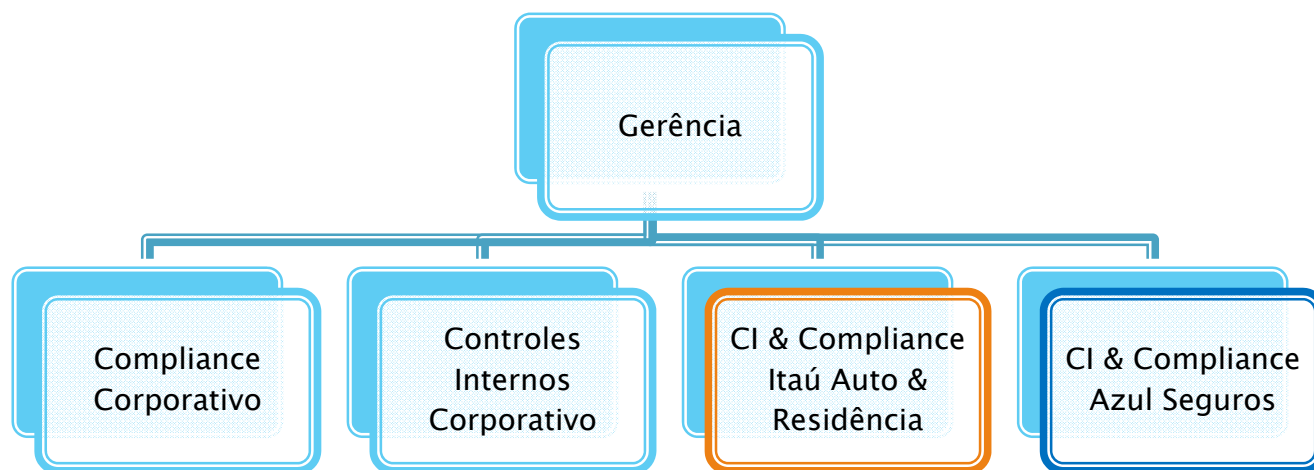 Gerência
Compliance
Corporativo
Controles
Internos
Corporativo
CI & Compliance
Itaú Auto &
Residência
CI & Compliance
Azul Seguros